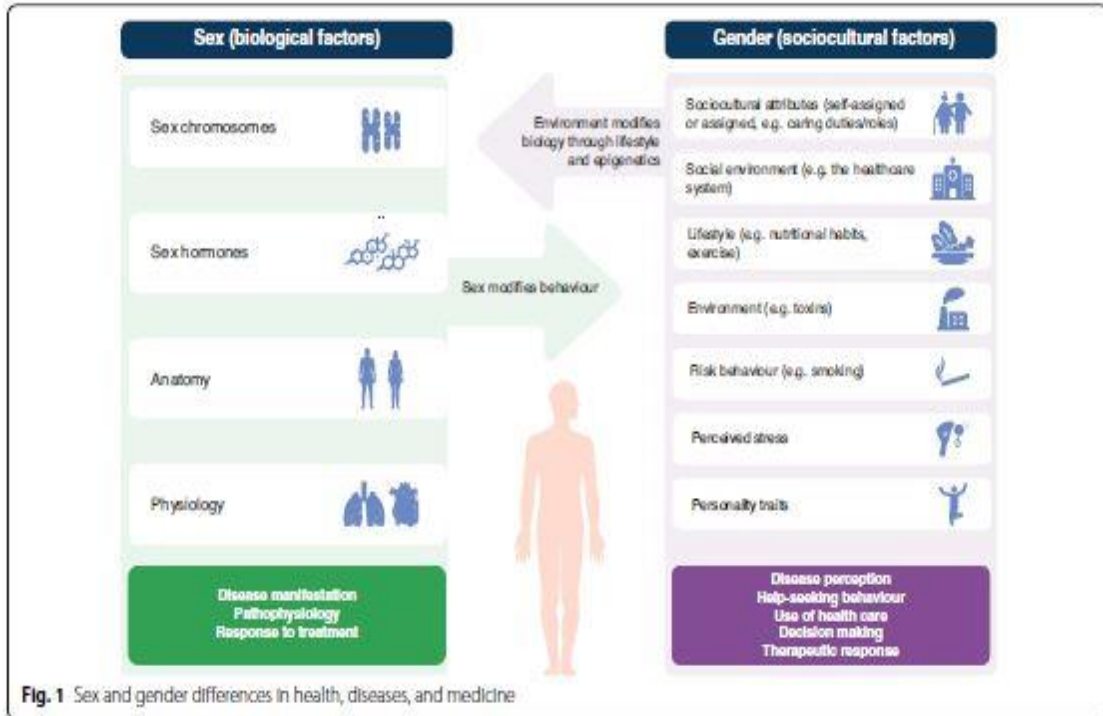 Sex (biological factors)
Sex chromosomes
Sex hormones
Anatomy
Physiology
Disease manifestation
Pathophysiology
Response to treatment
Environment modifies
biology through lifestyle
and epigenetics
Sex modifies behaviour
Gender (sociocultural factors)
Sociocultural attributes (self-assigned
or assigned, e.g. caring duties/roles)
Social environment (e.g. the healthcare
system)
Lifestyle (e.g. nutritional habits,
exercise)
Environment (e.g. toxins)
Risk behaviour (e.g. smoking)
Perceived stress
Personality traits
Disease perception
Help-seeking behaviour
Use of health care
Decision making
Therapeutic response
Fig. 1 Sex and gender differences in health, diseases, and medicine